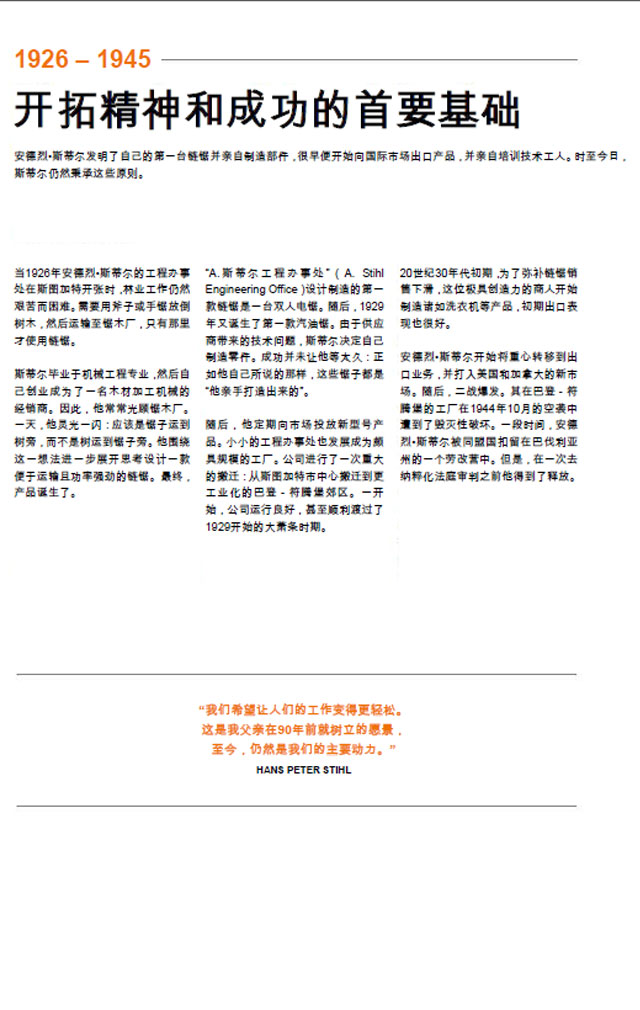 1926 – 1945
开拓精神和成功的首要基础
安德烈•斯蒂尔发明了自己的第一台链锯并亲自制造部件，很早便开始向国际市场出口产品，并亲自培训技术工人。时至今日，
斯蒂尔仍然秉承这些原则。
当1926年安德烈•斯蒂尔的工程办事
处在斯图加特开张时，林业工作仍然
艰苦而困难。需要用斧子或手锯放倒
树木，然后运输至锯木厂，只有那里
才使用链锯。
斯蒂尔毕业于机械工程专业，然后自
己创业成为了一名木材加工机械的
经销商。因此，他常常光顾锯木厂。
一天，他灵光一闪：应该是锯子运到
树旁，而不是树运到锯子旁。他围绕
这一想法进一步展开思考设计一款
便于运输且功率强劲的链锯。最终，
产品诞生了。
“A.斯蒂尔工程办事处”( A. Stihl
Engineering Office )设计制造的第一
款链锯是一台双人电锯。随后，1929
年又诞生了第一款汽油锯。由于供应
商带来的技术问题，斯蒂尔决定自己
制造零件。成功并未让他等太久：正
如他自己所说的那样，这些锯子都是
“他亲手打造出来的”。
随后，他定期向市场投放新型号产
品。小小的工程办事处也发展成为颇
具规模的工厂。公司进行了一次重大
的搬迁：从斯图加特市中心搬迁到更
工业化的巴登 - 符腾堡郊区。一开
始，公司运行良好，甚至顺利渡过了
1929开始的大萧条时期。
20世纪30年代初期，为了弥补链锯销
售下滑，这位极具创造力的商人开始
制造诸如洗衣机等产品，初期出口表
现也很好。
安德烈•斯蒂尔开始将重心转移到出
口业务，并打入美国和加拿大的新市
场。随后，二战爆发。其在巴登 - 符
腾堡的工厂在1944年10月的空袭中
遭到了毁灭性破坏。一段时间，安德
烈•斯蒂尔被同盟国扣留在巴伐利亚
州的一个劳改营中。但是，在一次去
纳粹化法庭审判之前他得到了释放。
“我们希望让人们的工作变得更轻松。
这是我父亲在90年前就树立的愿景，
至今，仍然是我们的主要动力。”
HANS PETER STIHL